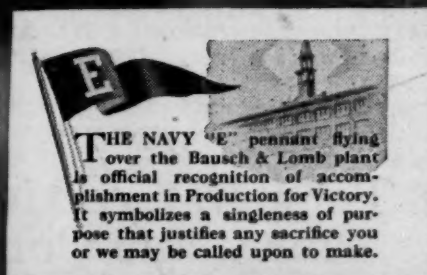 E
THE NAVY "E" pennant flying
over the Bausch & Lomb plant
is official recognition of accom-
plishment in Production for Victory.
It symbolizes a singleness of pur-
pose that justifies any sacrifice you
or we may be called upon to make.